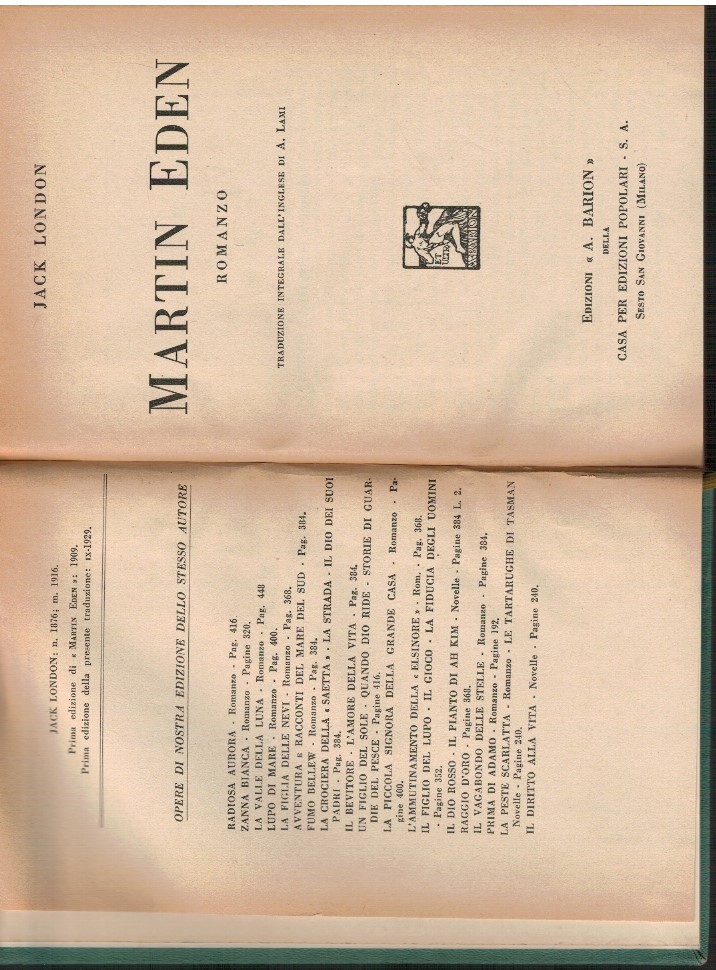 JACK LONDON: n. 1876; m. 1916.
Prima edizione di « MARTIN EDEN »: 1909.
Prima edizione della presente traduzione: IX-1929.
OPERE DI NOSTRA EDIZIONE DELLO STESSO AUTORE
RADIOSA AURORA - Romanzo - Pag. 416
ZANNA BIANCA - Romanzo - Pagine 320.
LA VALLE DELLA LUNA - Romanzo - Pag. 448
LUPO DI MARE - Romanzo - Pag. 400.
LA FIGLIA DELLE NEVI - Romanzo - Pag. 368.
AVVENTURA « RACCONTI DEL MARE DEL SUD - Pag. 384.
FUMO BELLEW - Romanzo - Pag. 384.
LA CROCIERA DELLA « SAETTA » - LA STRADA - IL DIO DEI SUOI
PADRI - Pag. 384.
IL BEVITORE - L'AMORE DELLA VITA - Pag. 384.
UN FIGLIO DEL SOLE - QUANDO DIO RIDE - STORIE DI GUAR-
DIE DEL PESCE - Pagine 416.
LA PICCOLA SIGNORA DELLA GRANDE CASA - Romanzo - Pa-
gine 400.
L'AMMUTINAMENTO DELLA « ELSINORE » - Rom. - Pag. 368.
IL FIGLIO DEL LUPO - IL GIOCO - LA FIDUCIA DEGLI UOMINI
- Pagine 352.
IL DIO ROSSO - IL PIANTO DI AH KIM - Novelle - Pagine 384 L. 2.
RAGGIO D'ORO - Pagine 368.
IL VAGABONDO DELLE STELLE - Romanzo - Pagine 384.
PRIMA DI ADAMO - Romanzo - Pagine 192.
LA PESTE SCARLATTA - Romanzo - LE TARTARUGHE DI TASMAN
Novelle - Pagine 240.
IL DIRITTO ALLA VITA - Novelle - Pagine 240.
JACK LONDON
MARTIN EDEN
ROMANZO
TRADUZIONE INTEGRALE DALL'INGLESE DI A. LAMI
ET
ULTRA
A·BARION
EDIZIONI « A. BARION »
DELLA
CASA PER EDIZIONI POPOLARI - S. A.
SESTO SAN GIOVANNI (MILANO)